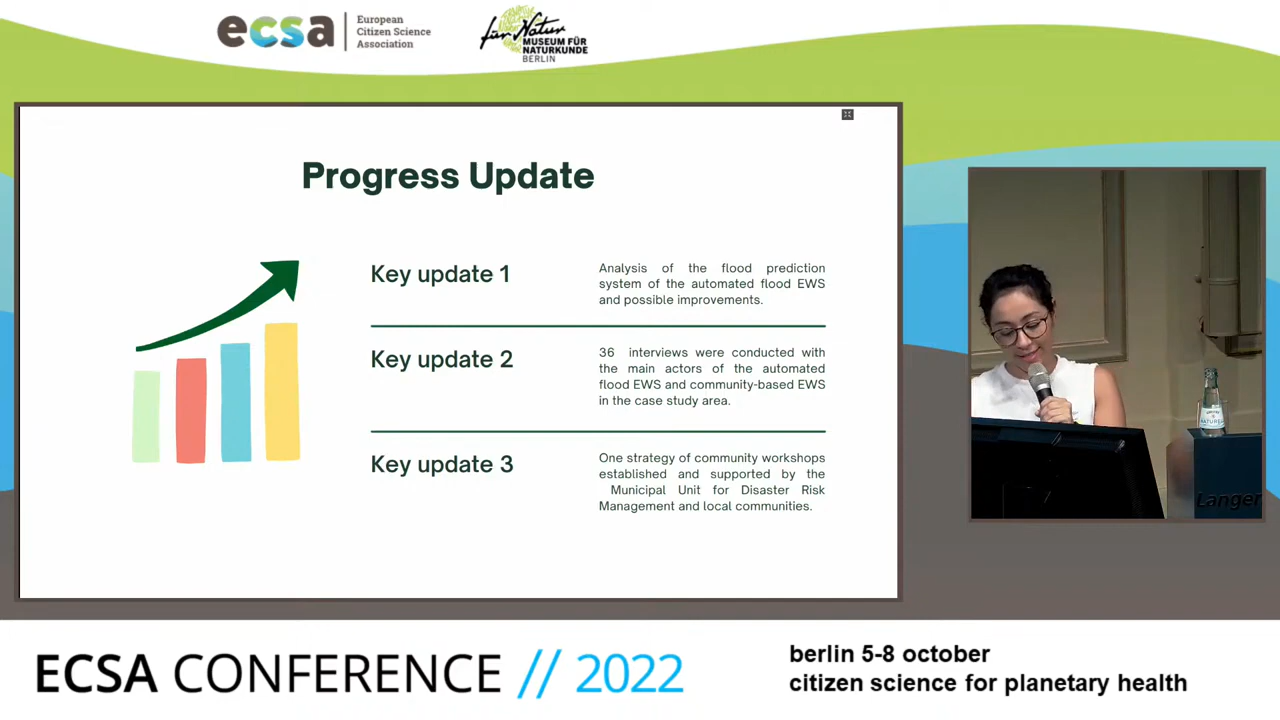 ecsa
European
Citizen Science
Association
für Natur
MUSEUM FÜR
NATURKUNDE
BERLIN
Progress Update
Key update 1
Analysis of the flood prediction
system of the automated flood EWS
and possible improvements.
Key update 2
36 interviews were conducted with
the main actors of the automated
flood EWS and community-based EWS
in the case study area.
Key update 3
One strategy of community workshops
established and supported by the
Municipal Unit for Disaster Risk
Management and local communities.
Langen
ECSA CONFERENCE // 2022
berlin 5-8 october
citizen science for planetary health